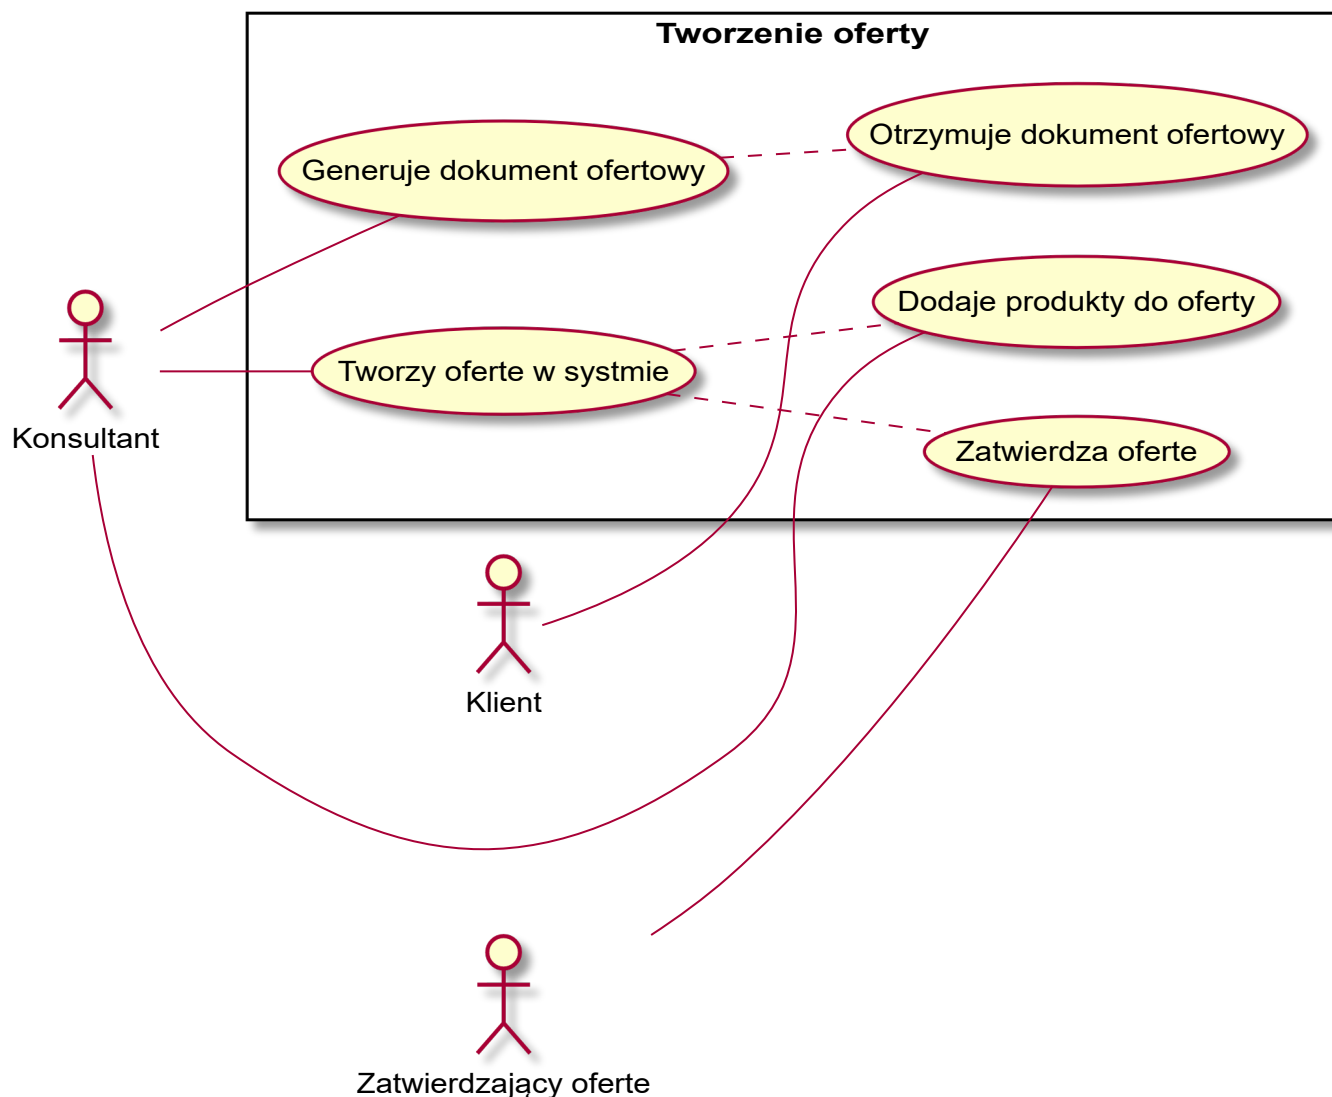 Tworzenie oferty
Otrzymuje dokument ofertowy
Generuje dokument ofertowy
Dodaje produkty do oferty
Tworzy oferte w systmie
Konsultant
Zatwierdza oferte
Klient
Zatwierdzający oferte